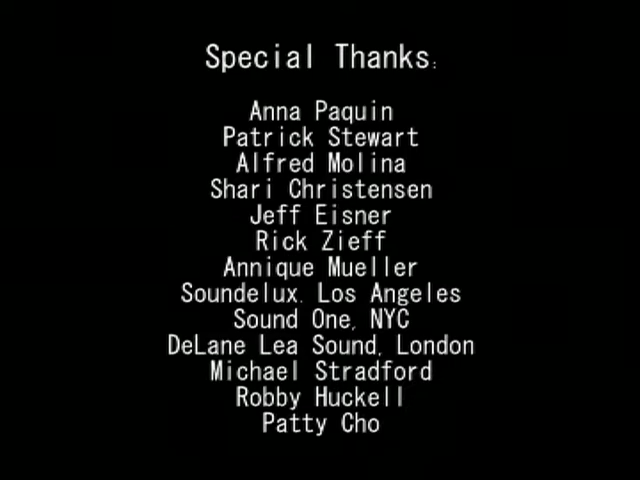 Special Thanks:
Anna Paquin
Patrick Stewart
Alfred Molina
Shari Christensen
Jeff Eisner
Rick Zieff
Annique Mueller
Soundelux, Los Angeles
Sound One, NYC
DeLane Lea Sound, London
Michael Stradford
Robby Huckell
Patty Cho